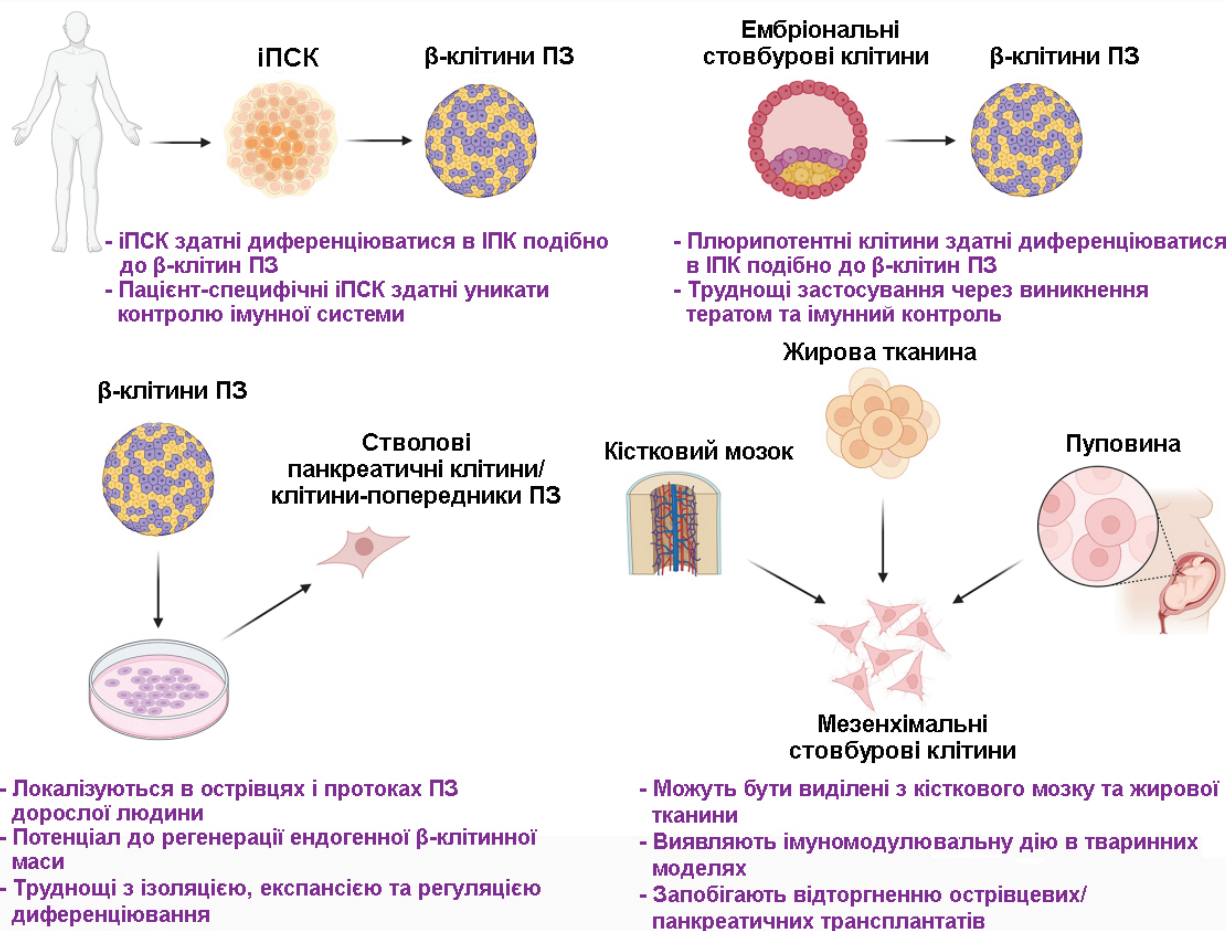 іПСК
β-клітини ПЗ
- іПСК здатні диференціюватися в ІПК подібно
до β-клітин ПЗ
- Пацієнт-специфічні іПСК здатні уникати
контролю імунної системи
Ембріональні
стовбурові клітини
β-клітини ПЗ
- Плюрипотентні клітини здатні диференціюватися
в ІПК подібно до β-клітин ПЗ
- Труднощі застосування через виникнення
тератом та імунний контроль
β-клітини ПЗ
Стволові
панкреатичні клітини/
клітини-попередники ПЗ
- Локалізуються в острівцях і протоках ПЗ
дорослої людини
- Потенціал до регенерації ендогенної β-клітинної
маси
- Труднощі з ізоляцією, експансією та регуляцією
диференціювання
Жирова тканина
Кістковий мозок
Пуповина
Мезенхімальні
стовбурові клітини
- Можуть бути виділені з кісткового мозку та жирової
тканини
- Виявляють імуномодулювальну дію в тваринних
моделях
- Запобігають відторгненню острівцевих/
панкреатичних трансплантатів